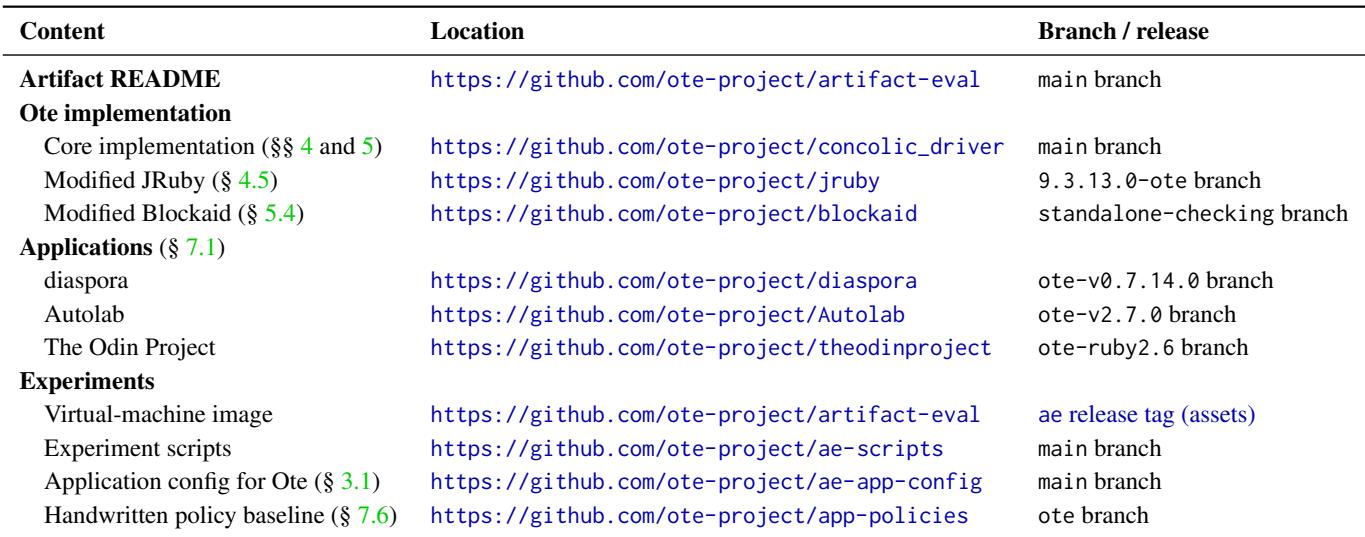 Content Location Branch / release
Artifact README https://github.com/ote-project/artifact-eval main branch
Ote implementation
Core implementation (§§ 4 and 5) https://github.com/ote-project/concolic_driver main branch
Modified JRuby (§ 4.5) https://github.com/ote-project/jruby 9.3.13.0-ote branch
Modified Blockaid (§ 5.4) https://github.com/ote-project/blockaid standalone-checking branch
Applications (§ 7.1)
diaspora https://github.com/ote-project/diaspora ote-v0.7.14.0 branch
Autolab https://github.com/ote-project/Autolab ote-v2.7.0 branch
The Odin Project https://github.com/ote-project/theodinproject ote-ruby2.6 branch
Experiments
Virtual-machine image https://github.com/ote-project/artifact-eval ae release tag (assets)
Experiment scripts https://github.com/ote-project/ae-scripts main branch
Application config for Ote (§ 3.1) https://github.com/ote-project/ae-app-config main branch
Handwritten policy baseline (§ 7.6) https://github.com/ote-project/app-policies ote branch